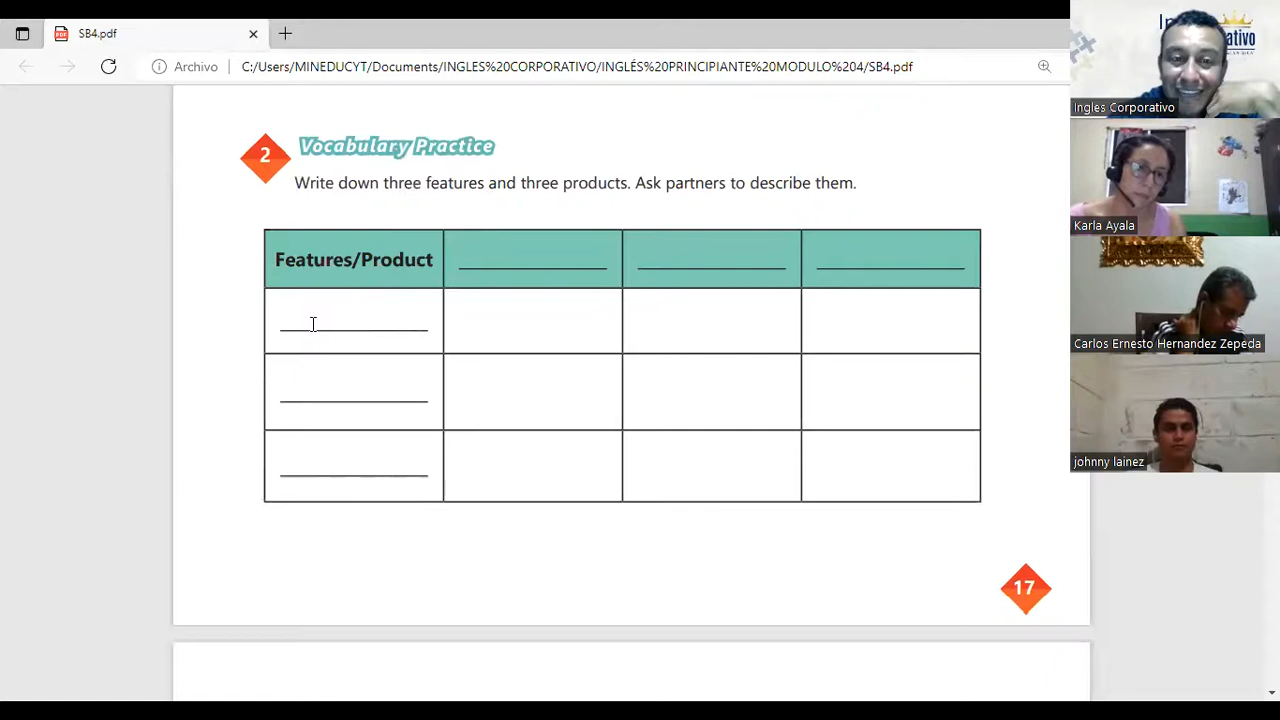 SB4.pdf
Archivo
C:/Users/MINEDUCYT/Documents/INGLES%20CORPORATIVO/INGLÉS%20PRINCIPIANTE%20MODULO%204/SB4.pdf
2
Vocabulary Practice
Write down three features and three products. Ask partners to describe them.
Features/Product
17
Ingles Corporativo
Karla Ayala
Carlos Ernesto Hernandez Zepeda
johnny lainez